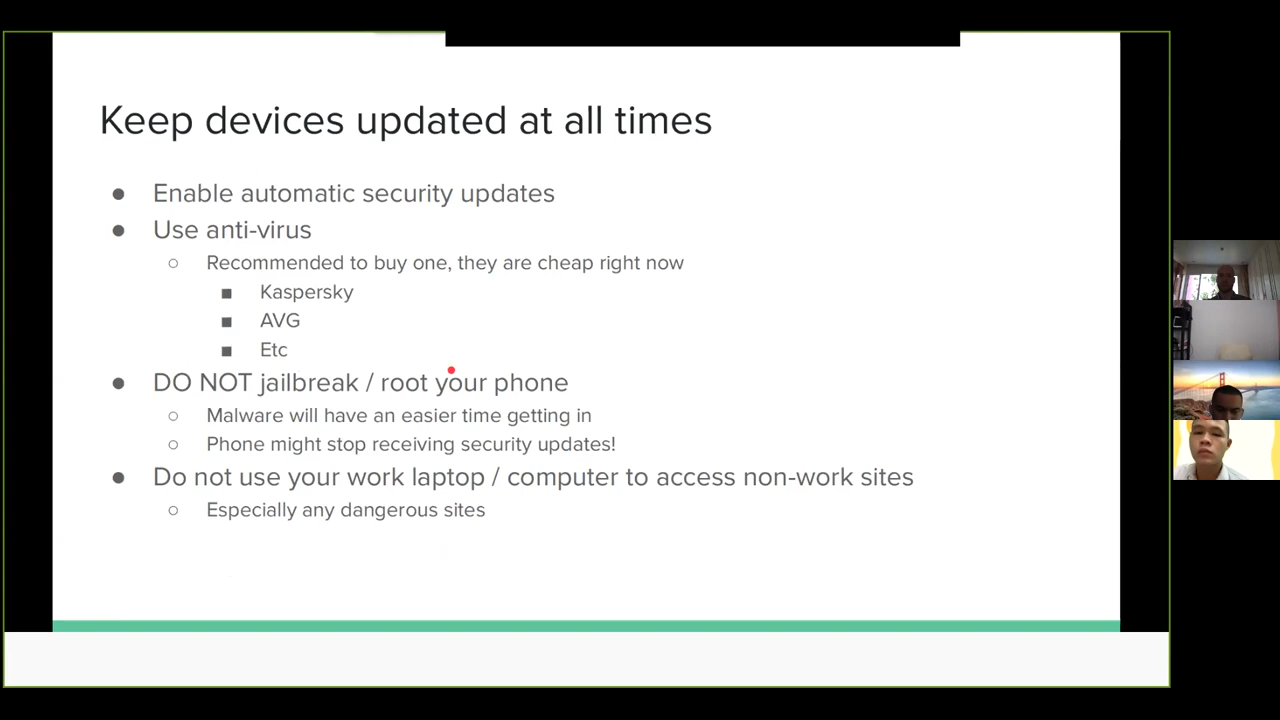 Keep devices updated at all times
● Enable automatic security updates
● Use anti-virus
○ Recommended to buy one, they are cheap right now
■ Kaspersky
■ AVG
■ Etc
● DO NOT jailbreak / root your phone
○ Malware will have an easier time getting in
○ Phone might stop receiving security updates!
● Do not use your work laptop / computer to access non-work sites
○ Especially any dangerous sites